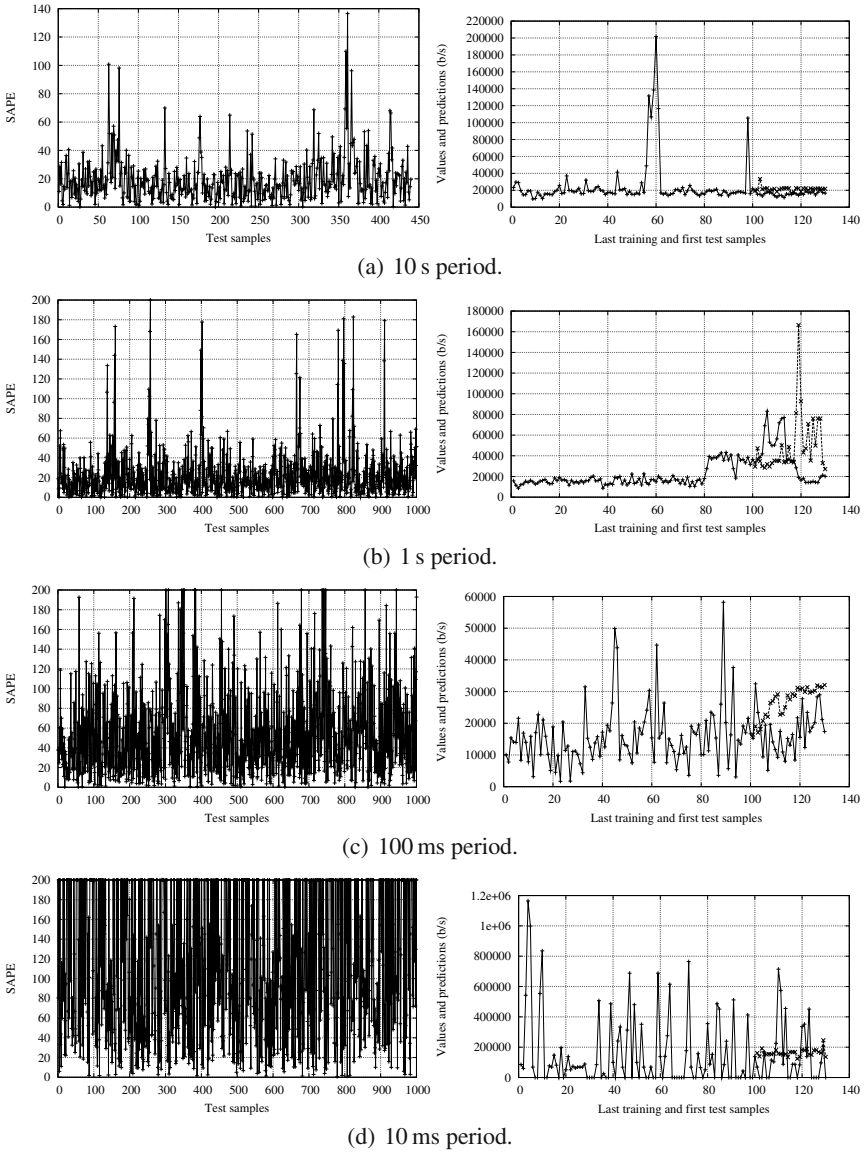 140
120
100
80
60
40
20
0
SAPE
0 50 100 150 200 250 300 350 400 450
Test samples
220000
200000
180000
160000
140000
120000
100000
80000
60000
40000
20000
0
Values and predictions (b/s)
0 20 40 60 80 100 120 140
Last training and first test samples
(a) 10 s period.
200
180
160
140
120
100
80
60
40
20
0
SAPE
0 100 200 300 400 500 600 700 800 900 1000
Test samples
180000
160000
140000
120000
100000
80000
60000
40000
20000
0
Values and predictions (b/s)
0 20 40 60 80 100 120 140
Last training and first test samples
(b) 1 s period.
200
180
160
140
120
100
80
60
40
20
0
SAPE
0 100 200 300 400 500 600 700 800 900 1000
Test samples
60000
50000
40000
30000
20000
10000
0
Values and predictions (b/s)
0 20 40 60 80 100 120 140
Last training and first test samples
(c) 100 ms period.
200
180
160
140
120
100
80
60
40
20
0
SAPE
0 100 200 300 400 500 600 700 800 900 1000
Test samples
1.2e+06
1e+06
800000
600000
400000
200000
0
Values and predictions (b/s)
0 20 40 60 80 100 120 140
Last training and first test samples
(d) 10 ms period.